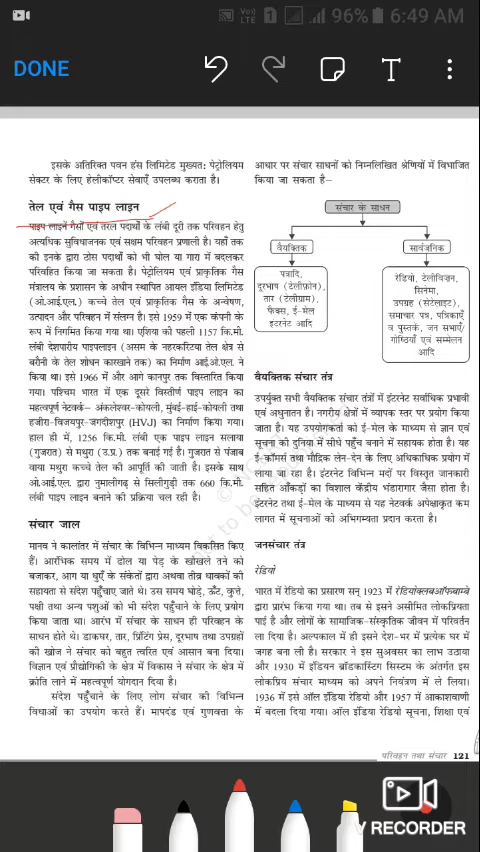 Voo LTE 1 96% 6:49 AM
DONE T
इसके अतिरिक्त पवन हंस लिमिटेड मुख्यत: पेट्रोलियम
सेक्टर के लिए हेलीकॉप्टर सेवाएँ उपलब्ध कराता है।
तेल एवं गैस पाइप लाइन
पाइप लाइनें गैसों एवं तरल पदार्थों के लंबी दूरी तक परिवहन हेतु
अत्यधिक सुविधाजनक एवं सक्षम परिवहन प्रणाली है। यहाँ तक
की इनके द्वारा ठोस पदार्थों को भी घोल या गारा में बदलकर
परिवहित किया जा सकता है। पेट्रोलियम एवं प्राकृतिक गैस
मंत्रालय के प्रशासन के अधीन स्थापित आयल इंडिया लिमिटेड
(ओ.आई.एल.) कच्चे तेल एवं प्राकृतिक गैस के अन्वेषण,
उत्पादन और परिवहन में संलग्न है। इसे 1959 में एक कंपनी के
रूप में निगमित किया गया था। एशिया की पहली 1157 कि.मी.
लंबी देशपारीय पाइपलाइन (असम के नहरकटिया तेल क्षेत्र से
बरौनी के तेल शोधन कारखाने तक) का निर्माण आई.ओ.एल. ने
किया था। इसे 1966 में और आगे कानपुर तक विस्तारित किया
गया। पश्चिम भारत में एक दूसरे विस्तीर्ण पाइप लाइन का
महत्वपूर्ण नेटवर्क– अंकलेश्वर-कोयली, मुंबई-हाई-कोयली तथा
हजीरा-विजयपुर-जगदीशपुर (HVJ) का निर्माण किया गया।
हाल ही में, 1256 कि.मी. लंबी एक पाइप लाइन सलाया
(गुजरात) से मथुरा (उ.प्र.) तक बनाई गई है। गुजरात से पंजाब
वाया मथुरा कच्चे तेल की आपूर्ति की जाती है। इसके साथ
ओ.आई.एल. द्वारा नुमालीगढ़ से सिलीगुड़ी तक 660 कि.मी.
लंबी पाइप लाइन बनाने की प्रक्रिया चल रही है।
संचार जाल
मानव ने कालांतर में संचार के विभिन्न माध्यम विकसित किए
हैं। आरंभिक समय में ढोल या पेड़ के खोखले तने को
बजाकर, आग या धुएँ के संकेतों द्वारा अथवा तीव्र धावकों की
सहायता से संदेश पहुँचाए जाते थे। उस समय घोड़े, ऊँट, कुत्ते,
पक्षी तथा अन्य पशुओं को भी संदेश पहुँचाने के लिए प्रयोग
किया जाता था। आरंभ में संचार के साधन ही परिवहन के
साधन होते थे। डाकघर, तार, प्रिंटिंग प्रेस, दूरभाष तथा उपग्रहों
की खोज ने संचार को बहुत त्वरित एवं आसान बना दिया।
विज्ञान एवं प्रौद्योगिकी के क्षेत्र में विकास ने संचार के क्षेत्र में
क्रांति लाने में महत्वपूर्ण योगदान दिया है।
संदेश पहुँचाने के लिए लोग संचार की विभिन्न
विधाओं का उपयोग करते हैं। मापदंड एवं गुणवत्ता के
आधार पर संचार साधनों को निम्नलिखित श्रेणियों में विभाजित
किया जा सकता है–
संचार के साधन
वैयक्तिक
सार्वजनिक
पत्रादि
दूरभाष (टेलीफ़ोन),
तार (टेलीग्राम),
फैक्स, ई-मेल
इंटरनेट आदि
रेडियो, टेलीविज़न,
सिनेमा,
उपग्रह (सेटेलाइट),
समाचार पत्र, पत्रिकाएँ
व पुस्तकें, जन सभाएँ/
गोष्ठियाँ एवं सम्मेलन
आदि
वैयक्तिक संचार तंत्र
उपर्युक्त सभी वैयक्तिक संचार तंत्रों में इंटरनेट सर्वाधिक प्रभावी
एवं अधुनातन है। नगरीय क्षेत्रों में व्यापक स्तर पर प्रयोग किया
जाता है। यह उपयोगकर्ता को ई-मेल के माध्यम से ज्ञान एवं
सूचना की दुनिया में सीधे पहुँच बनाने में सहायक होता है। यह
ई-कॉमर्स तथा मौद्रिक लेन-देन के लिए अधिकाधिक प्रयोग में
लाया जा रहा है। इंटरनेट विभिन्न मदों पर विस्तृत जानकारी
सहित आँकड़ों का विशाल केंद्रीय भंडारागार जैसा होता है।
इंटरनेट तथा ई-मेल के माध्यम से यह नेटवर्क अपेक्षाकृत कम
लागत में सूचनाओं को अभिगम्यता प्रदान करता है।
जनसंचार तंत्र
रेडियो
भारत में रेडियो का प्रसारण सन् 1923 में रेडियो क्लब ऑफ बाम्बे
द्वारा प्रारंभ किया गया था। तब से इसने असीमित लोकप्रियता
पाई है और लोगों के सामाजिक-सांस्कृतिक जीवन में परिवर्तन
ला दिया है। अल्पकाल में ही इसने देश-भर में प्रत्येक घर में
जगह बना ली है। सरकार ने इस सुअवसर का लाभ उठाया
और 1930 में इंडियन ब्रॉडकास्टिंग सिस्टम के अंतर्गत इस
लोकप्रिय संचार माध्यम को अपने नियंत्रण में ले लिया।
1936 में इसे ऑल इंडिया रेडियो और 1957 में आकाशवाणी
में बदला दिया गया। ऑल इंडिया रेडियो सूचना, शिक्षा एवं
परिवहन तथा संचार 121
V RECORDER